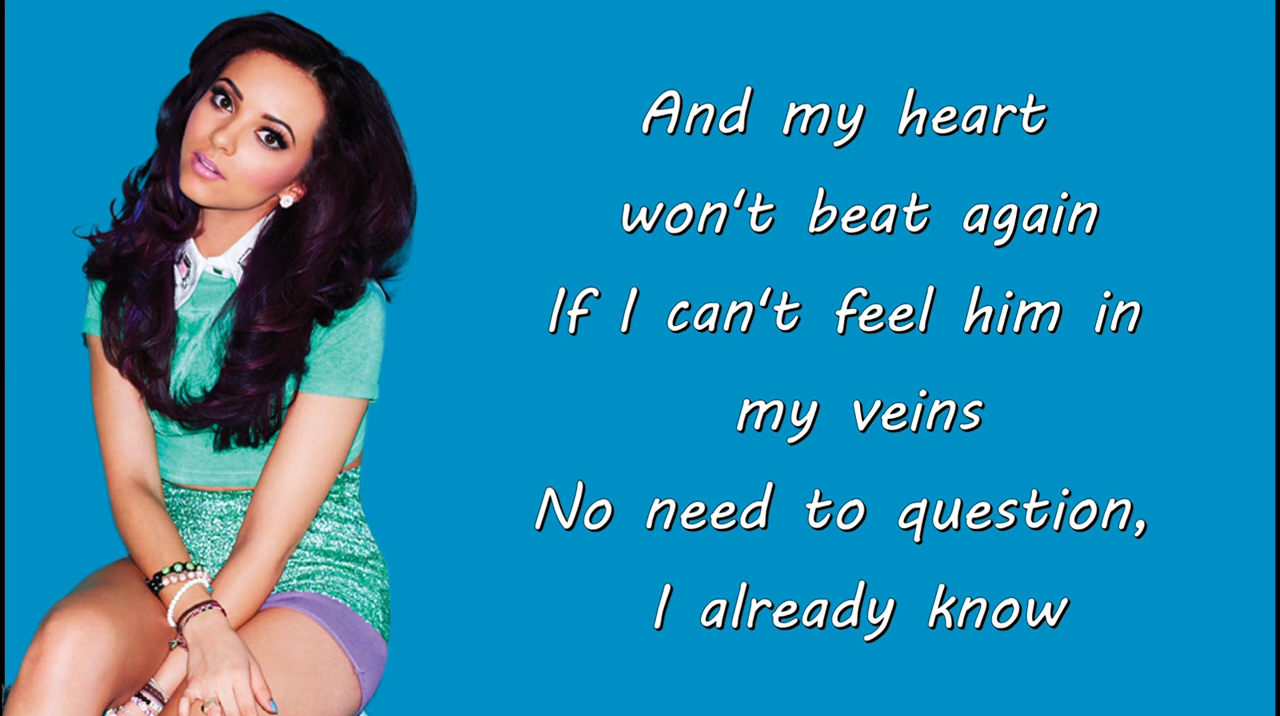 And my heart
won't beat again
If I can't feel him in
my veins
No need to question,
I already know